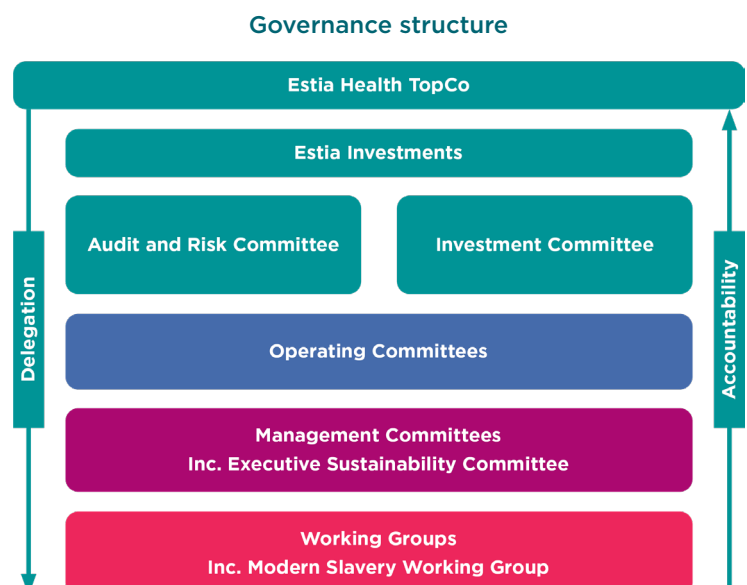 Governance structure
Estia Health TopCo
Estia Investments
Audit and Risk Committee
Investment Committee
Delegation
Accountability
Operating Committees
Management Committees
Inc. Executive Sustainability Committee
Working Groups
Inc. Modern Slavery Working Group